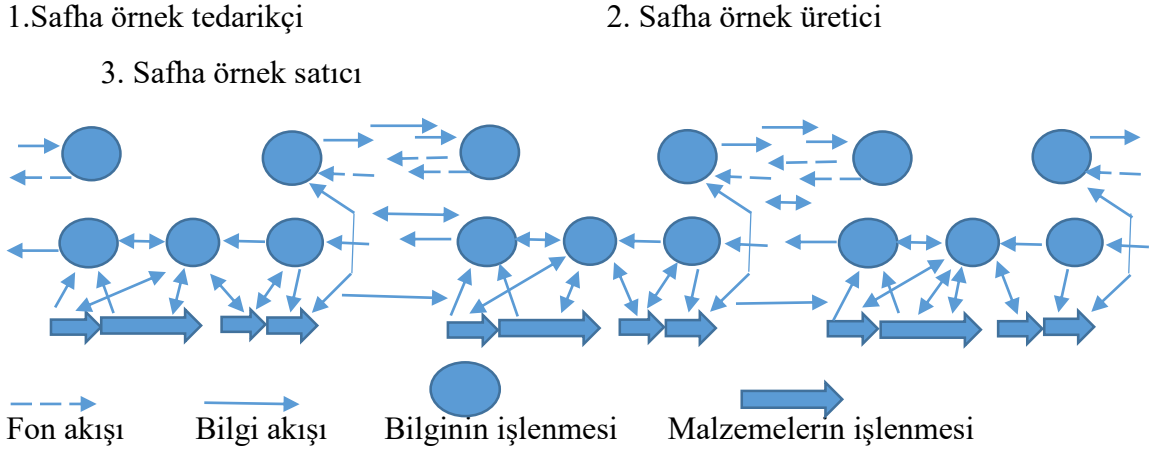 1.Safha örnek tedarikçi 2. Safha örnek üretici
3. Safha örnek satıcı
Fon akışı Bilgi akışı Bilginin işlenmesi Malzemelerin işlenmesi